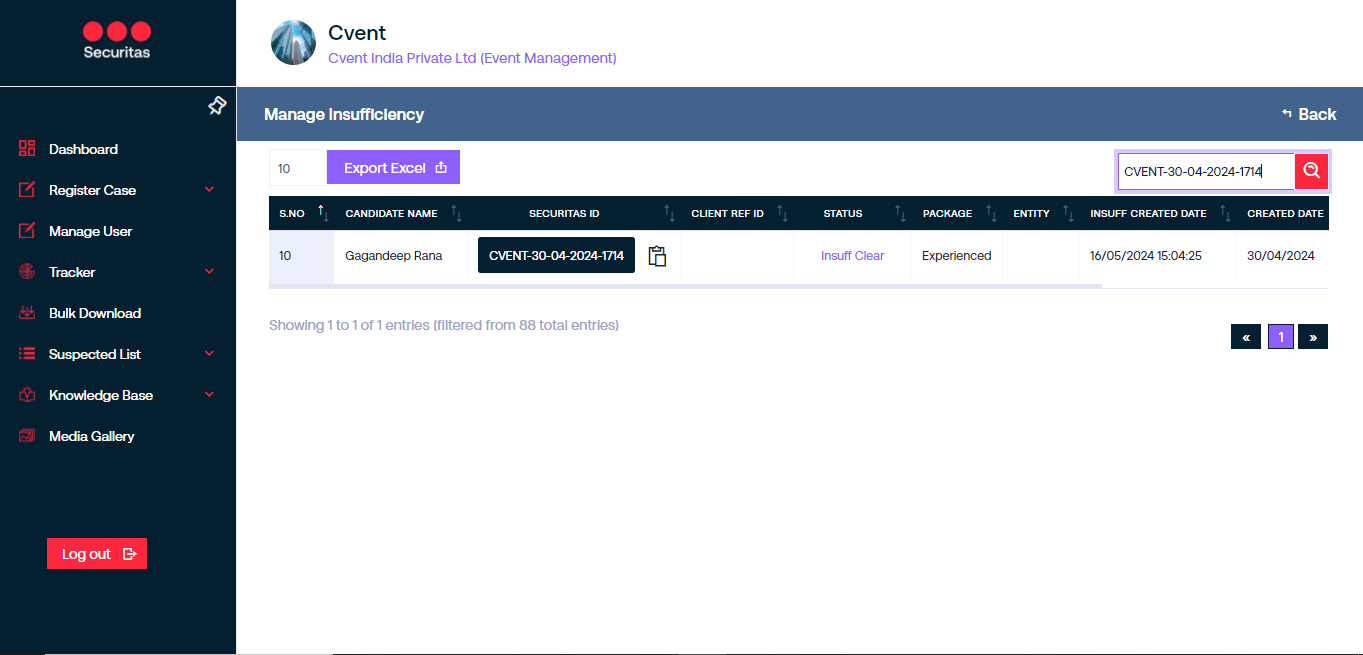 Securitas
Cvent
Cvent India Private Ltd (Event Management)
Manage Insufficiency
Back
Dashboard
Register Case
Manage User
Tracker
Bulk Download
Suspected List
Knowledge Base
Media Gallery
Log out
10 Export Excel
CVENT-30-04-2024-1714
S.NO CANDIDATE NAME SECURITAS ID CLIENT REF ID STATUS PACKAGE ENTITY INSUFF CREATED DATE CREATED DATE
10 Gagandeep Rana CVENT-30-04-2024-1714 Insuff Clear Experienced 16/05/2024 15:04:25 30/04/2024
Showing 1 to 1 of 1 entries (filtered from 88 total entries)
« 1 »